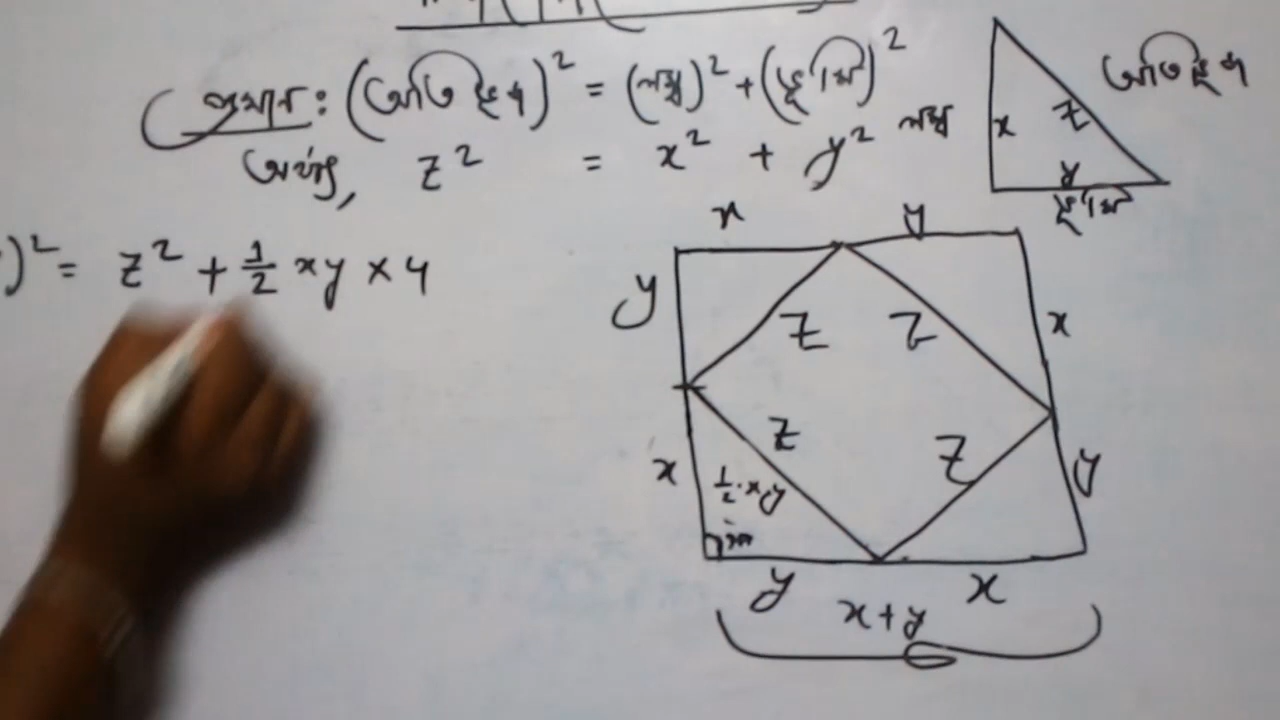 প্রমাণ: (অতিভুজ)² = (লম্ব)² + (ভূমি)²
অর্থাৎ, z² = x² + y²
)² = z² + 1/2 xy × 4
অতিভুজ
লম্ব x z
y
ভূমি
x y
y z z x
x z z y
1/2·xy
y x
x+y